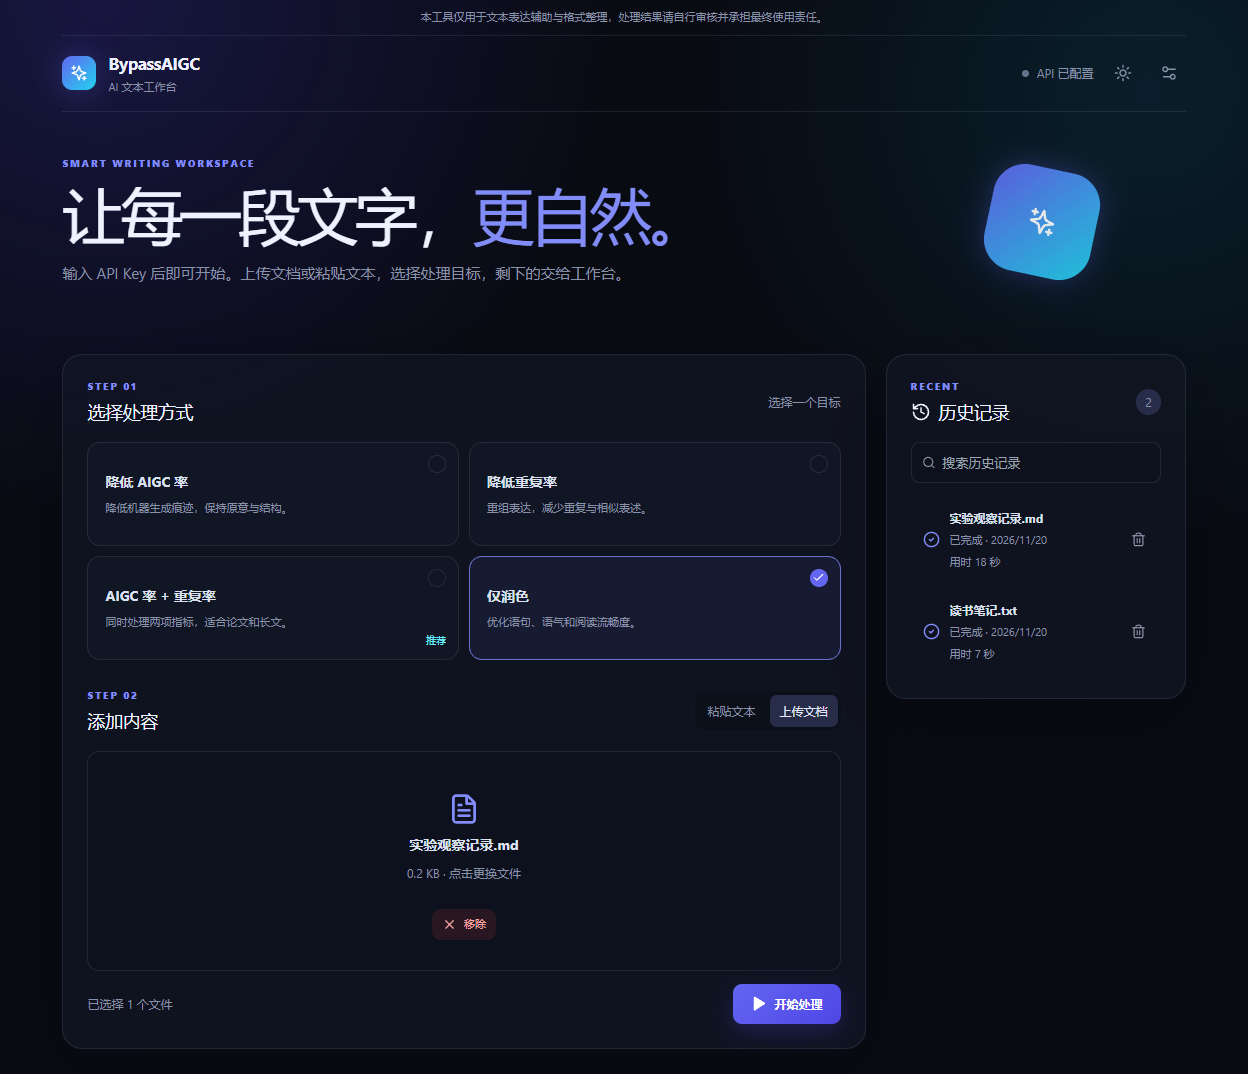 本工具仅用于文本表达辅助与格式整理，处理结果请自行审核并承担最终使用责任。
BypassAIGC
AI 文本工作台
API 已配置
SMART WRITING WORKSPACE
让每一段文字，更自然。
输入 API Key 后即可开始。上传文档或粘贴文本，选择处理目标，剩下的交给工作台。
STEP 01
选择处理方式
选择一个目标
降低 AIGC 率
降低机器生成痕迹，保持原意与结构。
降低重复率
重组表达，减少重复与相似表述。
AIGC 率 + 重复率
同时处理两项指标，适合论文和长文。
推荐
仅润色
优化语句、语气和阅读流畅度。
STEP 02
添加内容
粘贴文本
上传文档
实验观察记录.md
0.2 KB · 点击更换文件
移除
已选择 1 个文件
开始处理
RECENT
历史记录
2
搜索历史记录
实验观察记录.md
已完成 · 2026/11/20
用时 18 秒
读书笔记.txt
已完成 · 2026/11/20
用时 7 秒